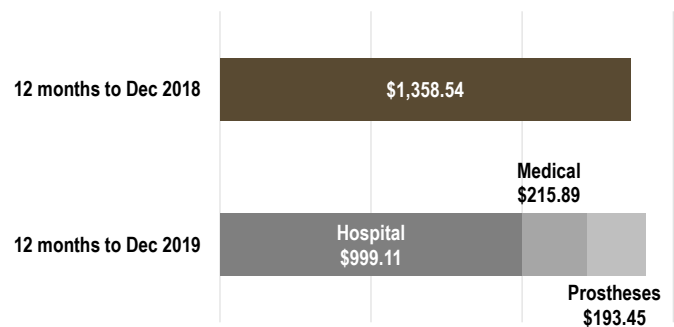 12 months to Dec 2018
$1,358.54
Medical
$215.89
12 months to Dec 2019
Hospital
$999.11
Prostheses
$193.45